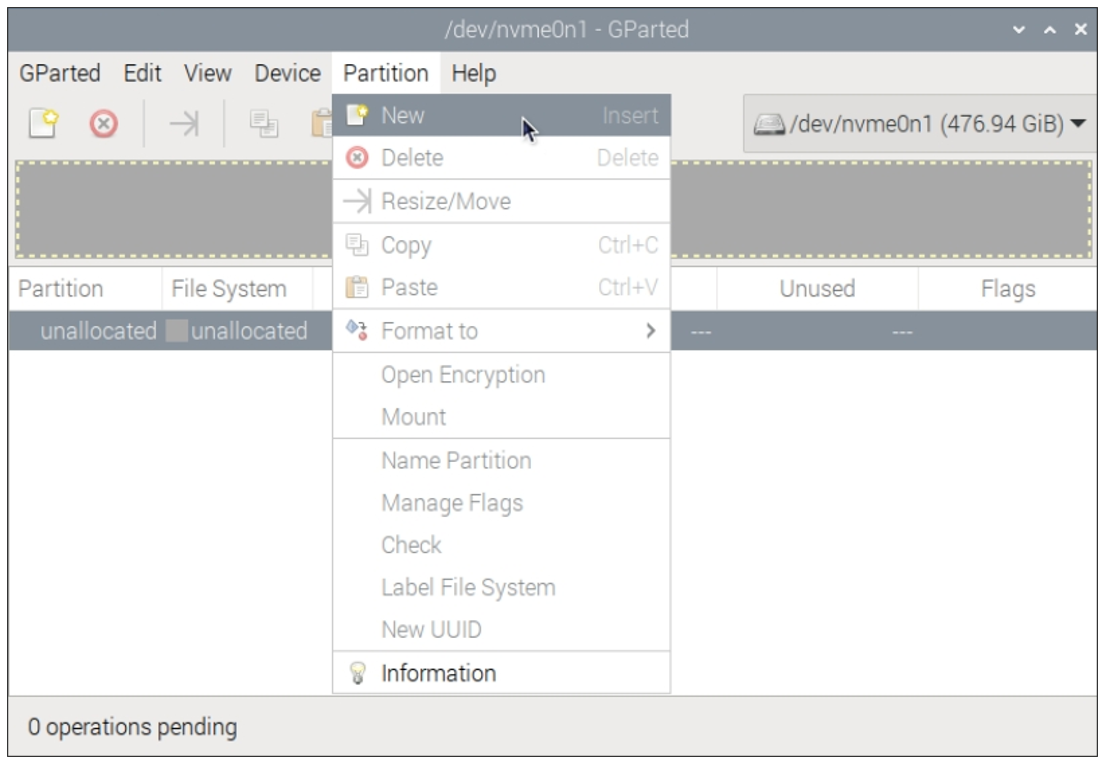 /dev/nvme0n1 - GParted
GParted Edit View Device Partition Help
New Insert
/dev/nvme0n1 (476.94 GiB)
Delete Delete
Resize/Move
Copy Ctrl+C
Paste Ctrl+V
Partition File System Unused Flags
unallocated unallocated --- ---
Format to
Open Encryption
Mount
Name Partition
Manage Flags
Check
Label File System
New UUID
Information
0 operations pending